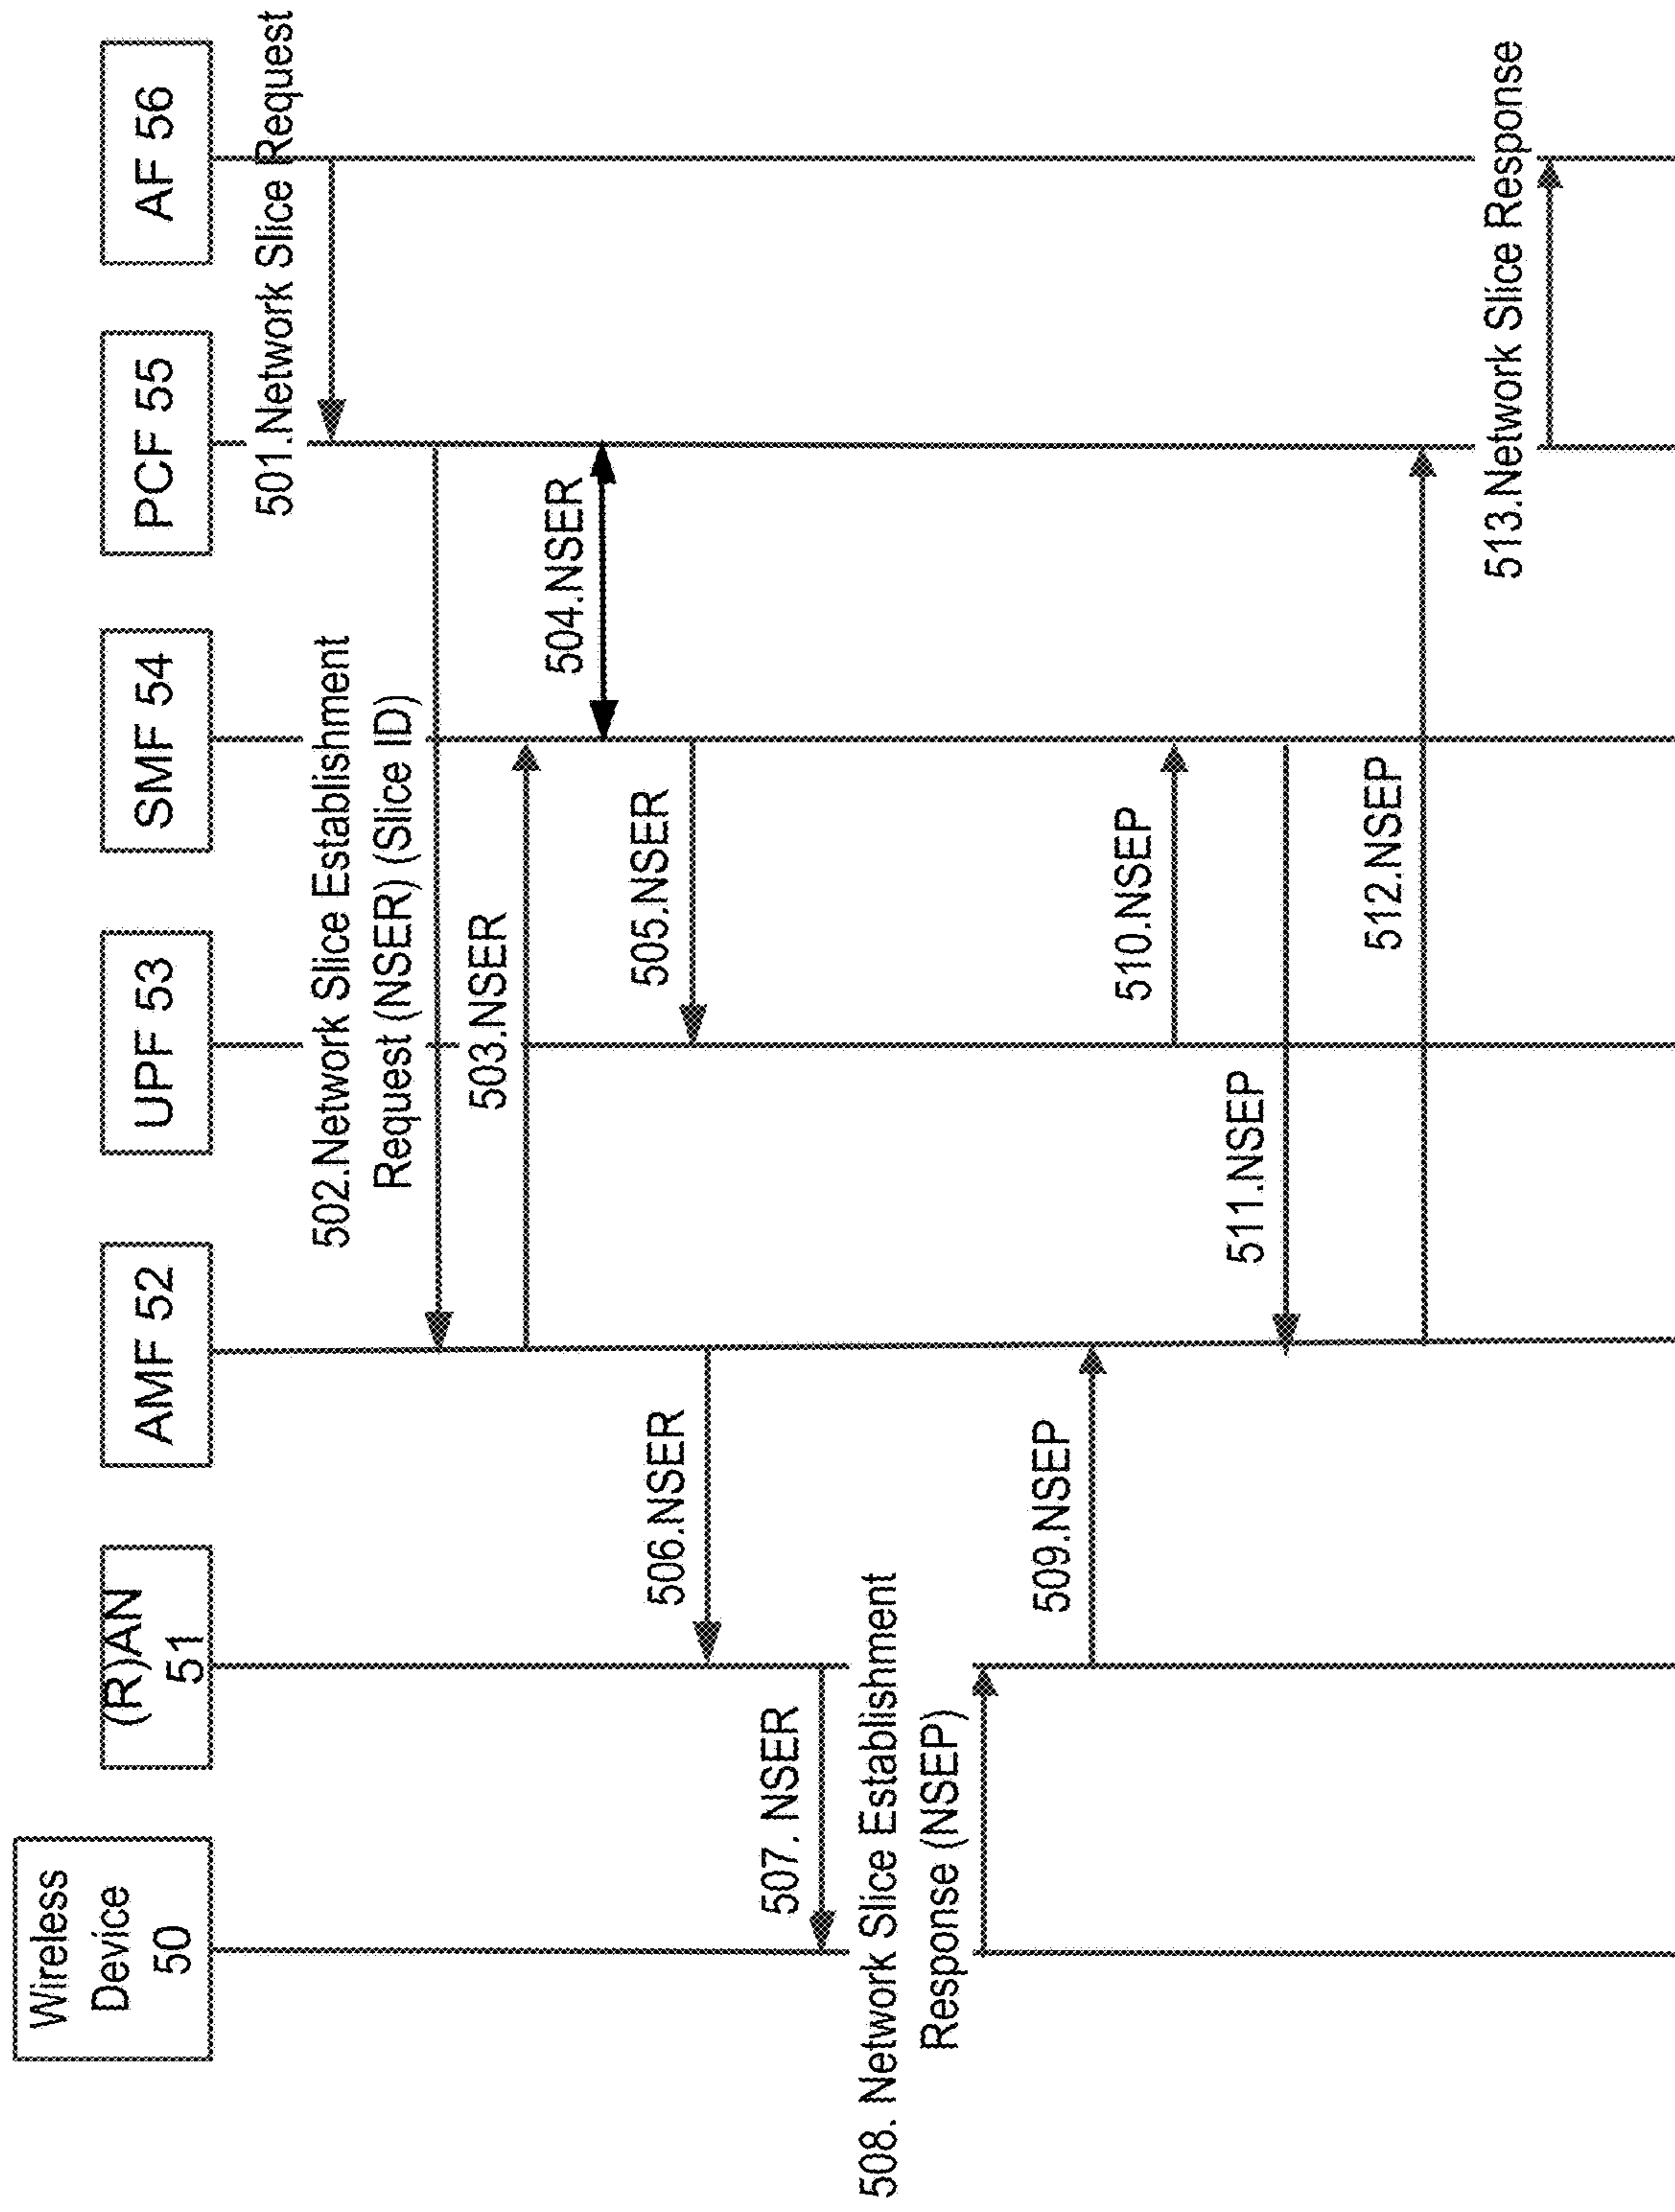 Wireless
Device
50
(R)AN
51
AMF 52
UPF 53
SMF 54
PCF 55
AF 56
501.Network Slice Request
502.Network Slice Establishment
Request (NSER) (Slice ID)
503.NSER
504.NSER
505.NSER
506.NSER
507. NSER
508. Network Slice Establishment
Response (NSEP)
509.NSEP
510.NSEP
511.NSEP
512.NSEP
513.Network Slice Response